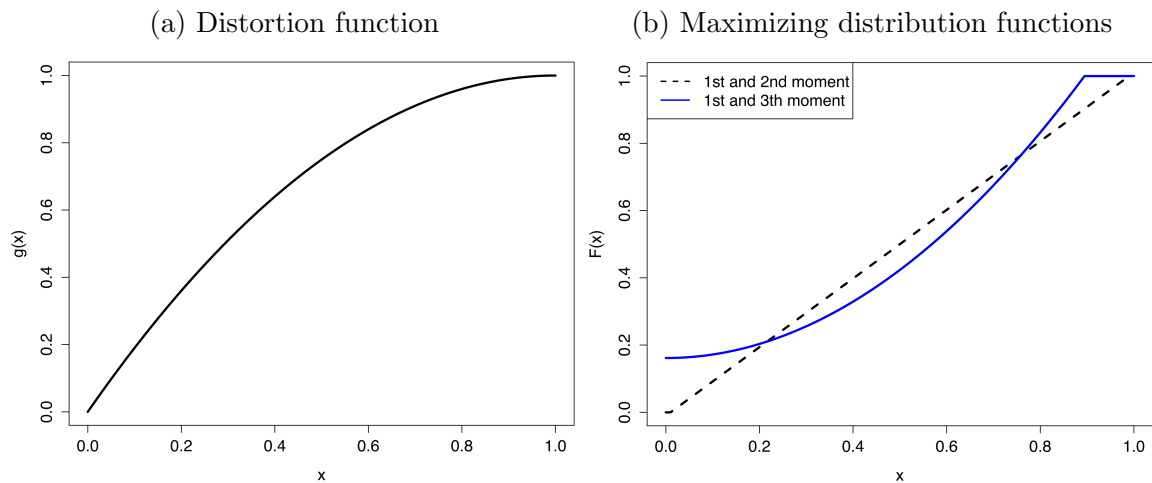 (a) Distortion function
1.0
0.8
0.6
0.4
0.2
0.0
g(x)
0.0 0.2 0.4 0.6 0.8 1.0
x
(b) Maximizing distribution functions
1st and 2nd moment
1st and 3th moment
1.0
0.8
0.6
0.4
0.2
0.0
F(x)
0.0 0.2 0.4 0.6 0.8 1.0
x